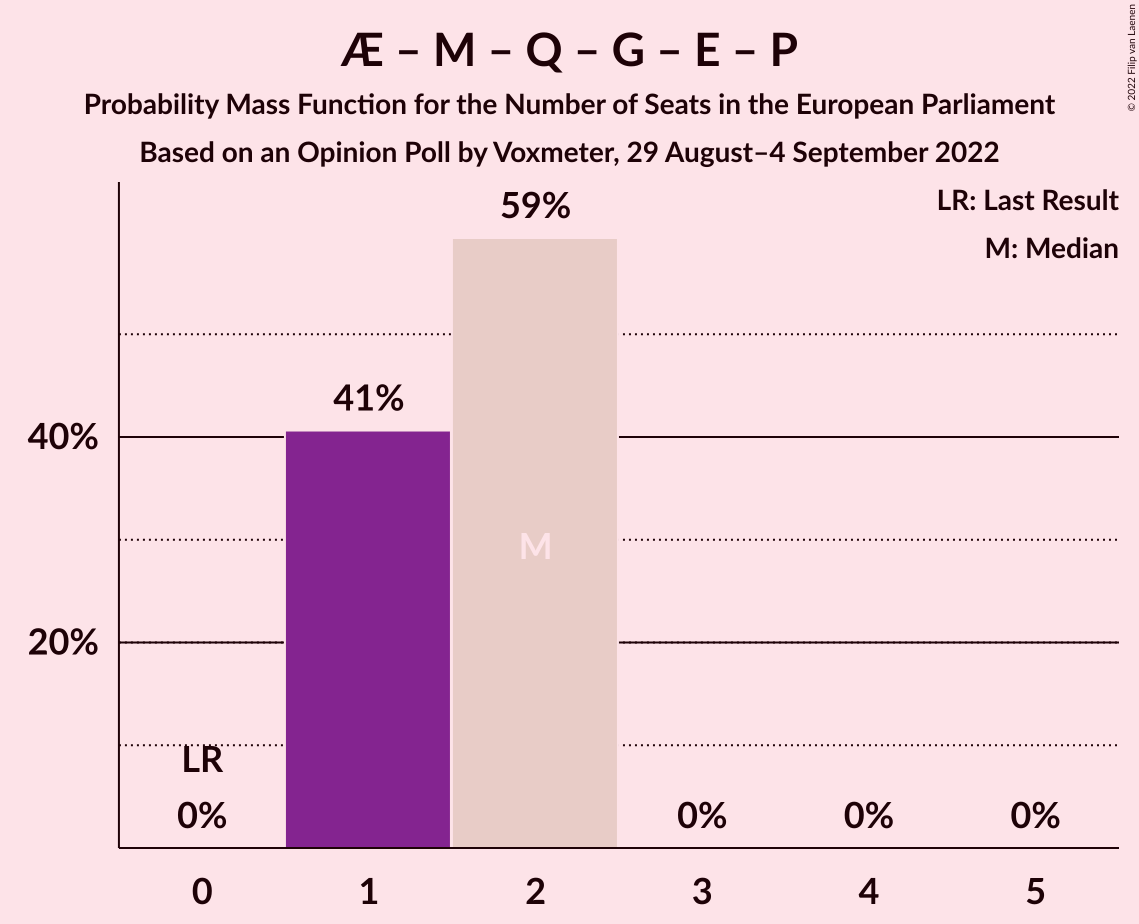 Æ – M – Q – G – E – P
Probability Mass Function for the Number of Seats in the European Parliament
Based on an Opinion Poll by Voxmeter, 29 August–4 September 2022
© 2022 Filip van Laenen
LR: Last Result
M: Median
59%
41%
40%
M
20%
LR
0%
0%
0%
0%
0
1
2
3
4
5